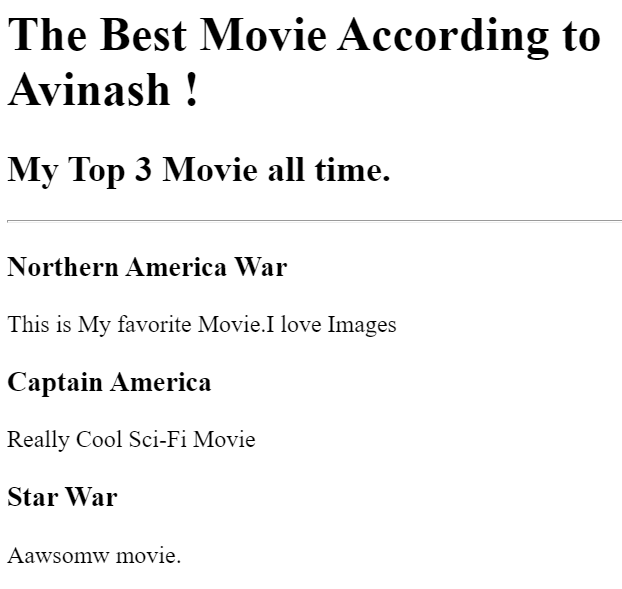 The Best Movie According to
Avinash !
My Top 3 Movie all time.
Northern America War
This is My favorite Movie.I love Images
Captain America
Really Cool Sci-Fi Movie
Star War
Aawsomw movie.